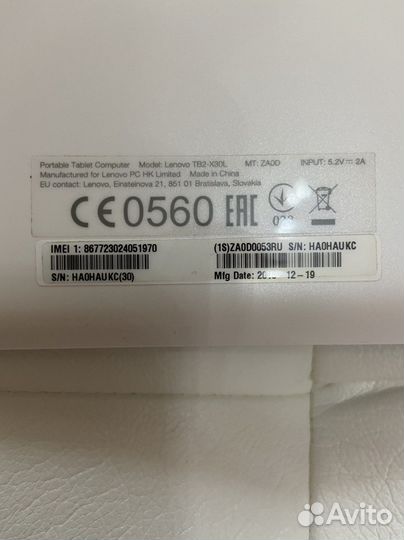 Portable Tablet Computer Model: Lenovo TB2-X30L MT: ZA0D INPUT: 5.2V⎓2A
Manufactured for Lenovo PC HK Limited Made in China
EU contact: Lenovo, Einsteinova 21, 851 01 Bratislava, Slovakia
CE0560 EAC
IMEI 1: 867723024051970
(1S)ZA0D0053RU S/N: HA0HAUKC
S/N: HA0HAUKC(30)
Mfg Date: 12-19
Avito